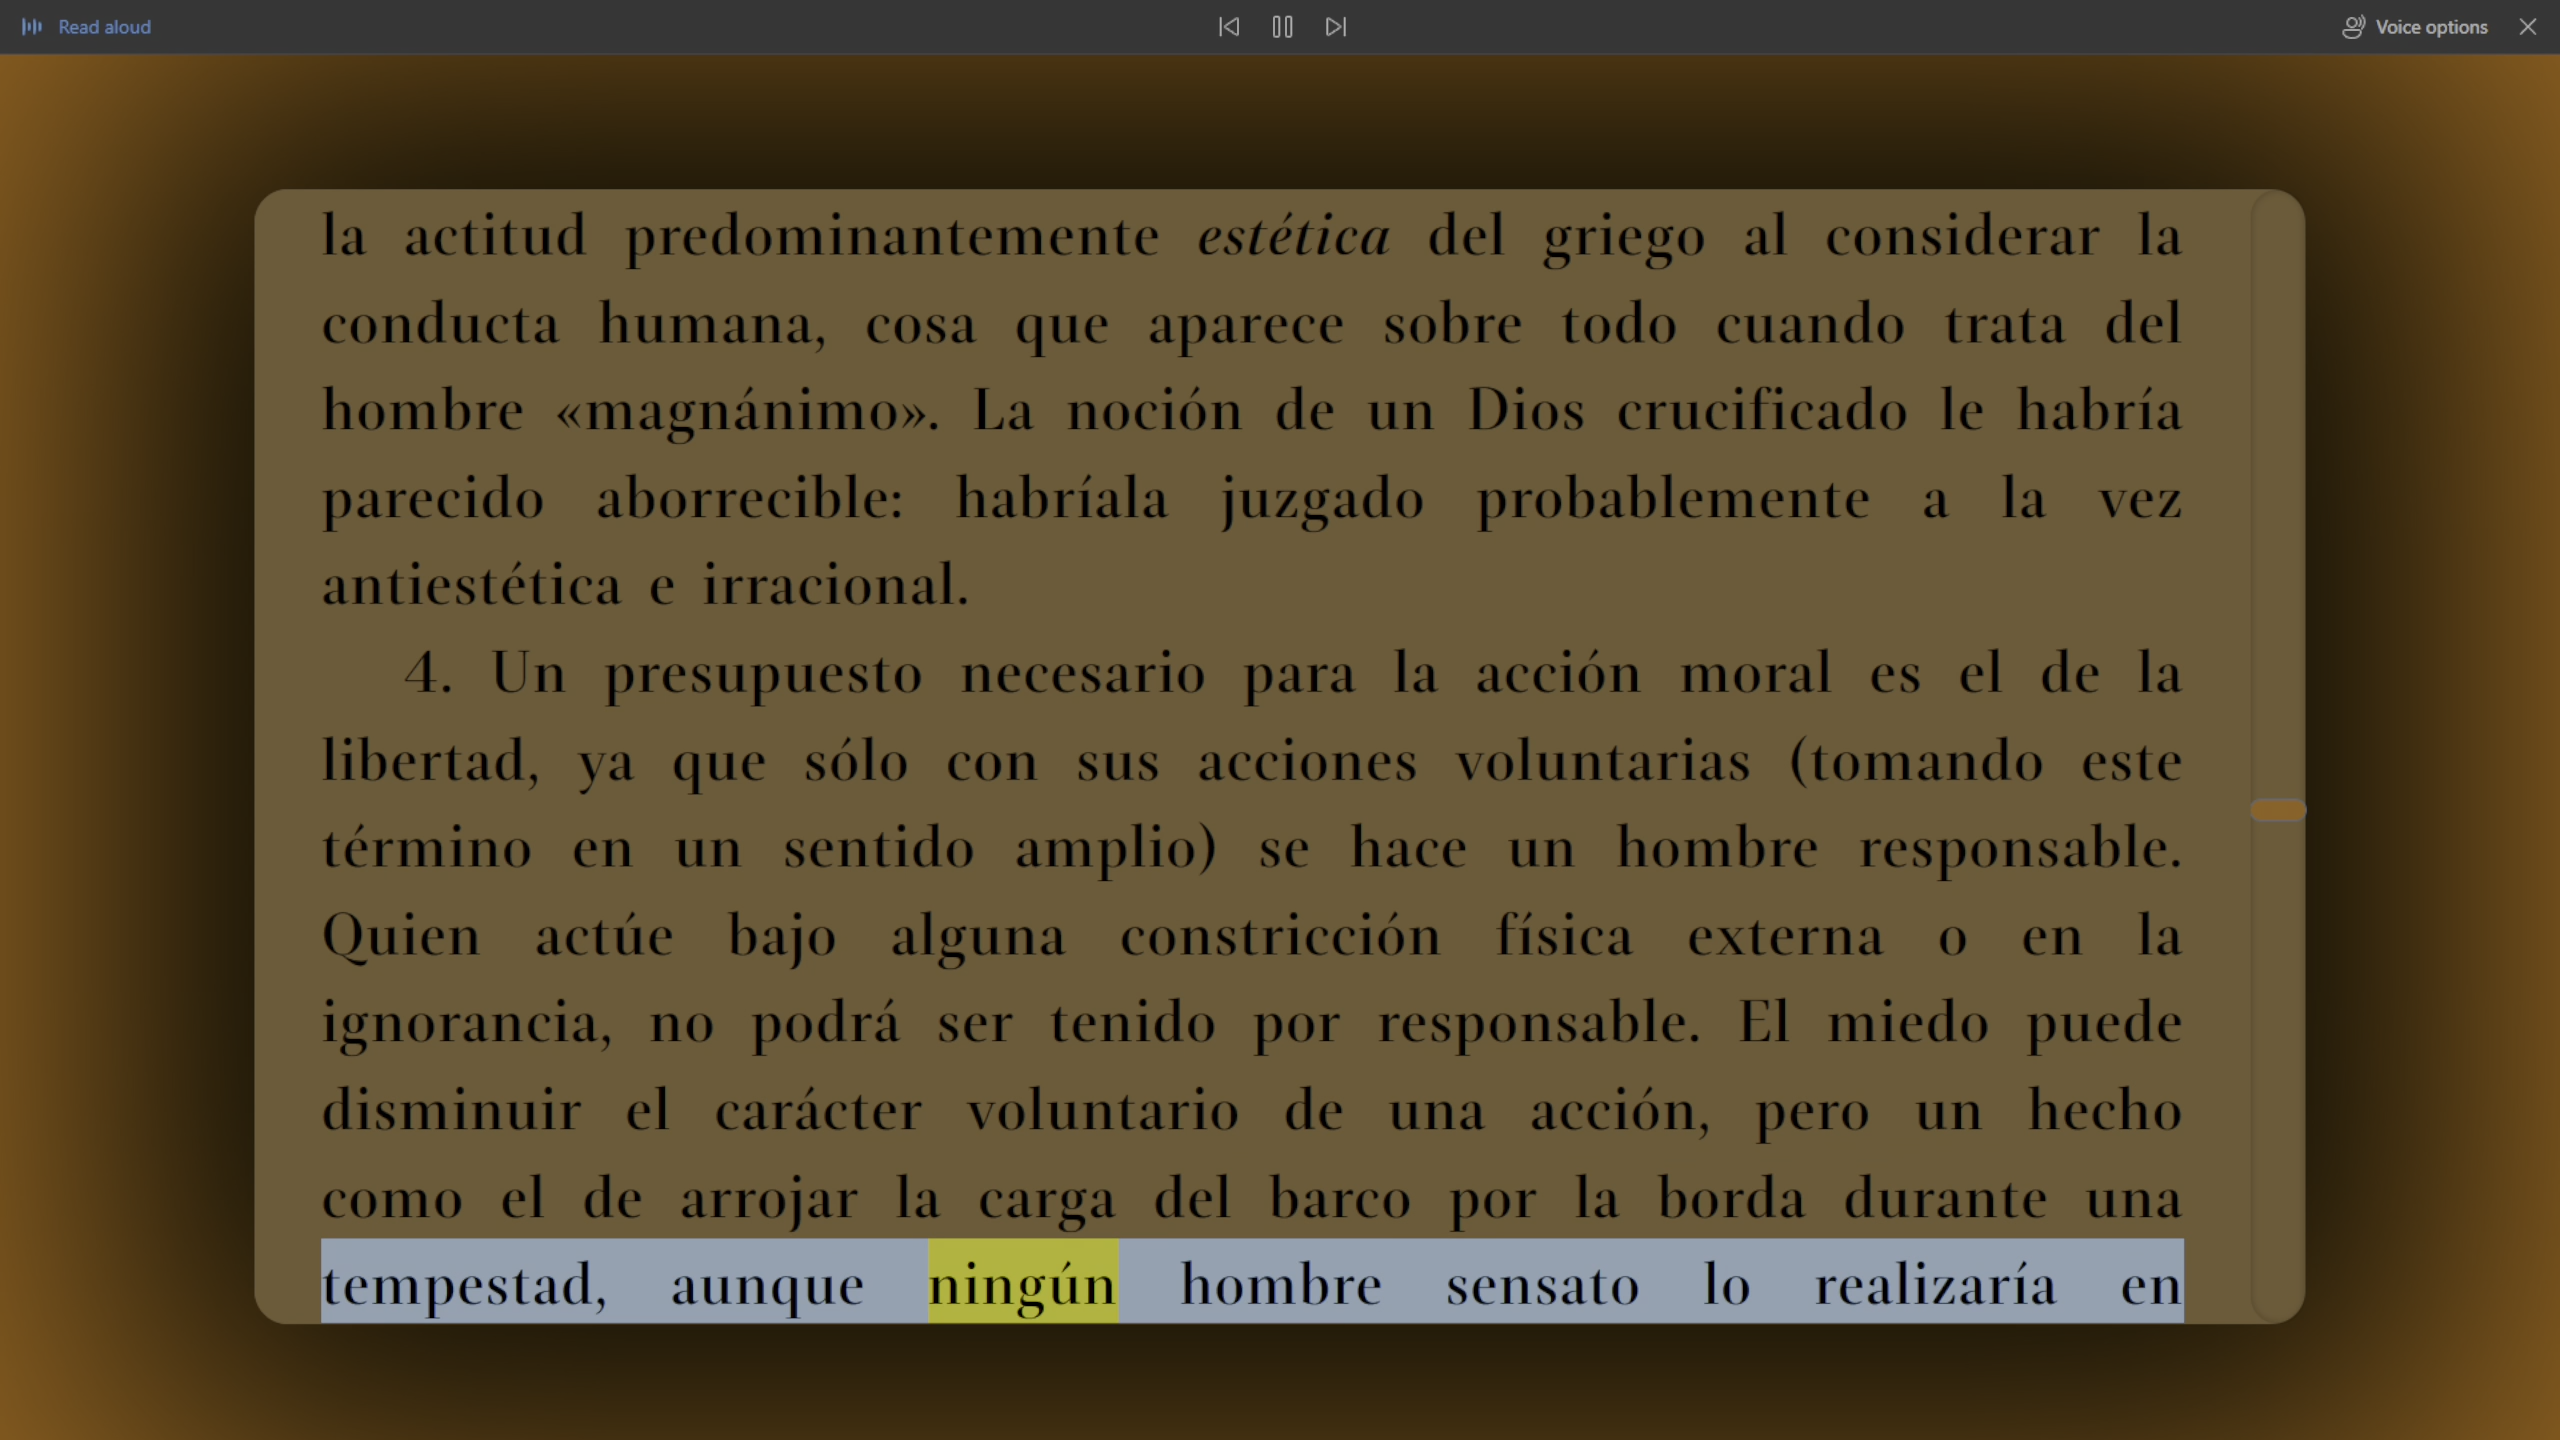 Read aloud
Voice options
la actitud predominantemente estética del griego al considerar la
conducta humana, cosa que aparece sobre todo cuando trata del
hombre «magnánimo». La noción de un Dios crucificado le habría
parecido aborrecible: habríala juzgado probablemente a la vez
antiestética e irracional.
4. Un presupuesto necesario para la acción moral es el de la
libertad, ya que sólo con sus acciones voluntarias (tomando este
término en un sentido amplio) se hace un hombre responsable.
Quien actúe bajo alguna constricción física externa o en la
ignorancia, no podrá ser tenido por responsable. El miedo puede
disminuir el carácter voluntario de una acción, pero un hecho
como el de arrojar la carga del barco por la borda durante una
tempestad, aunque ningún hombre sensato lo realizaría en